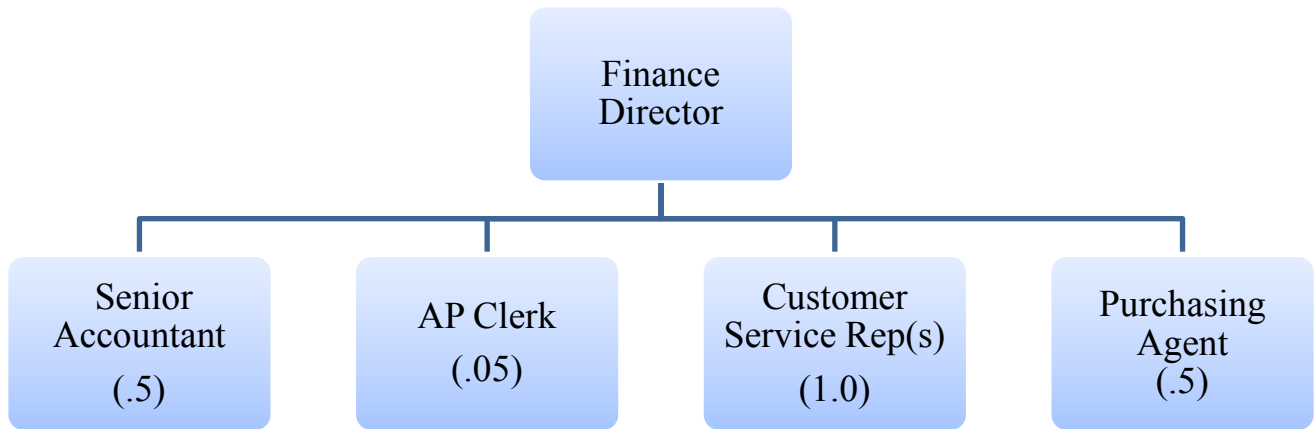 Finance
Director
Senior
Accountant
(.5)
AP Clerk
(.05)
Customer
Service Rep(s)
(1.0)
Purchasing
Agent
(.5)